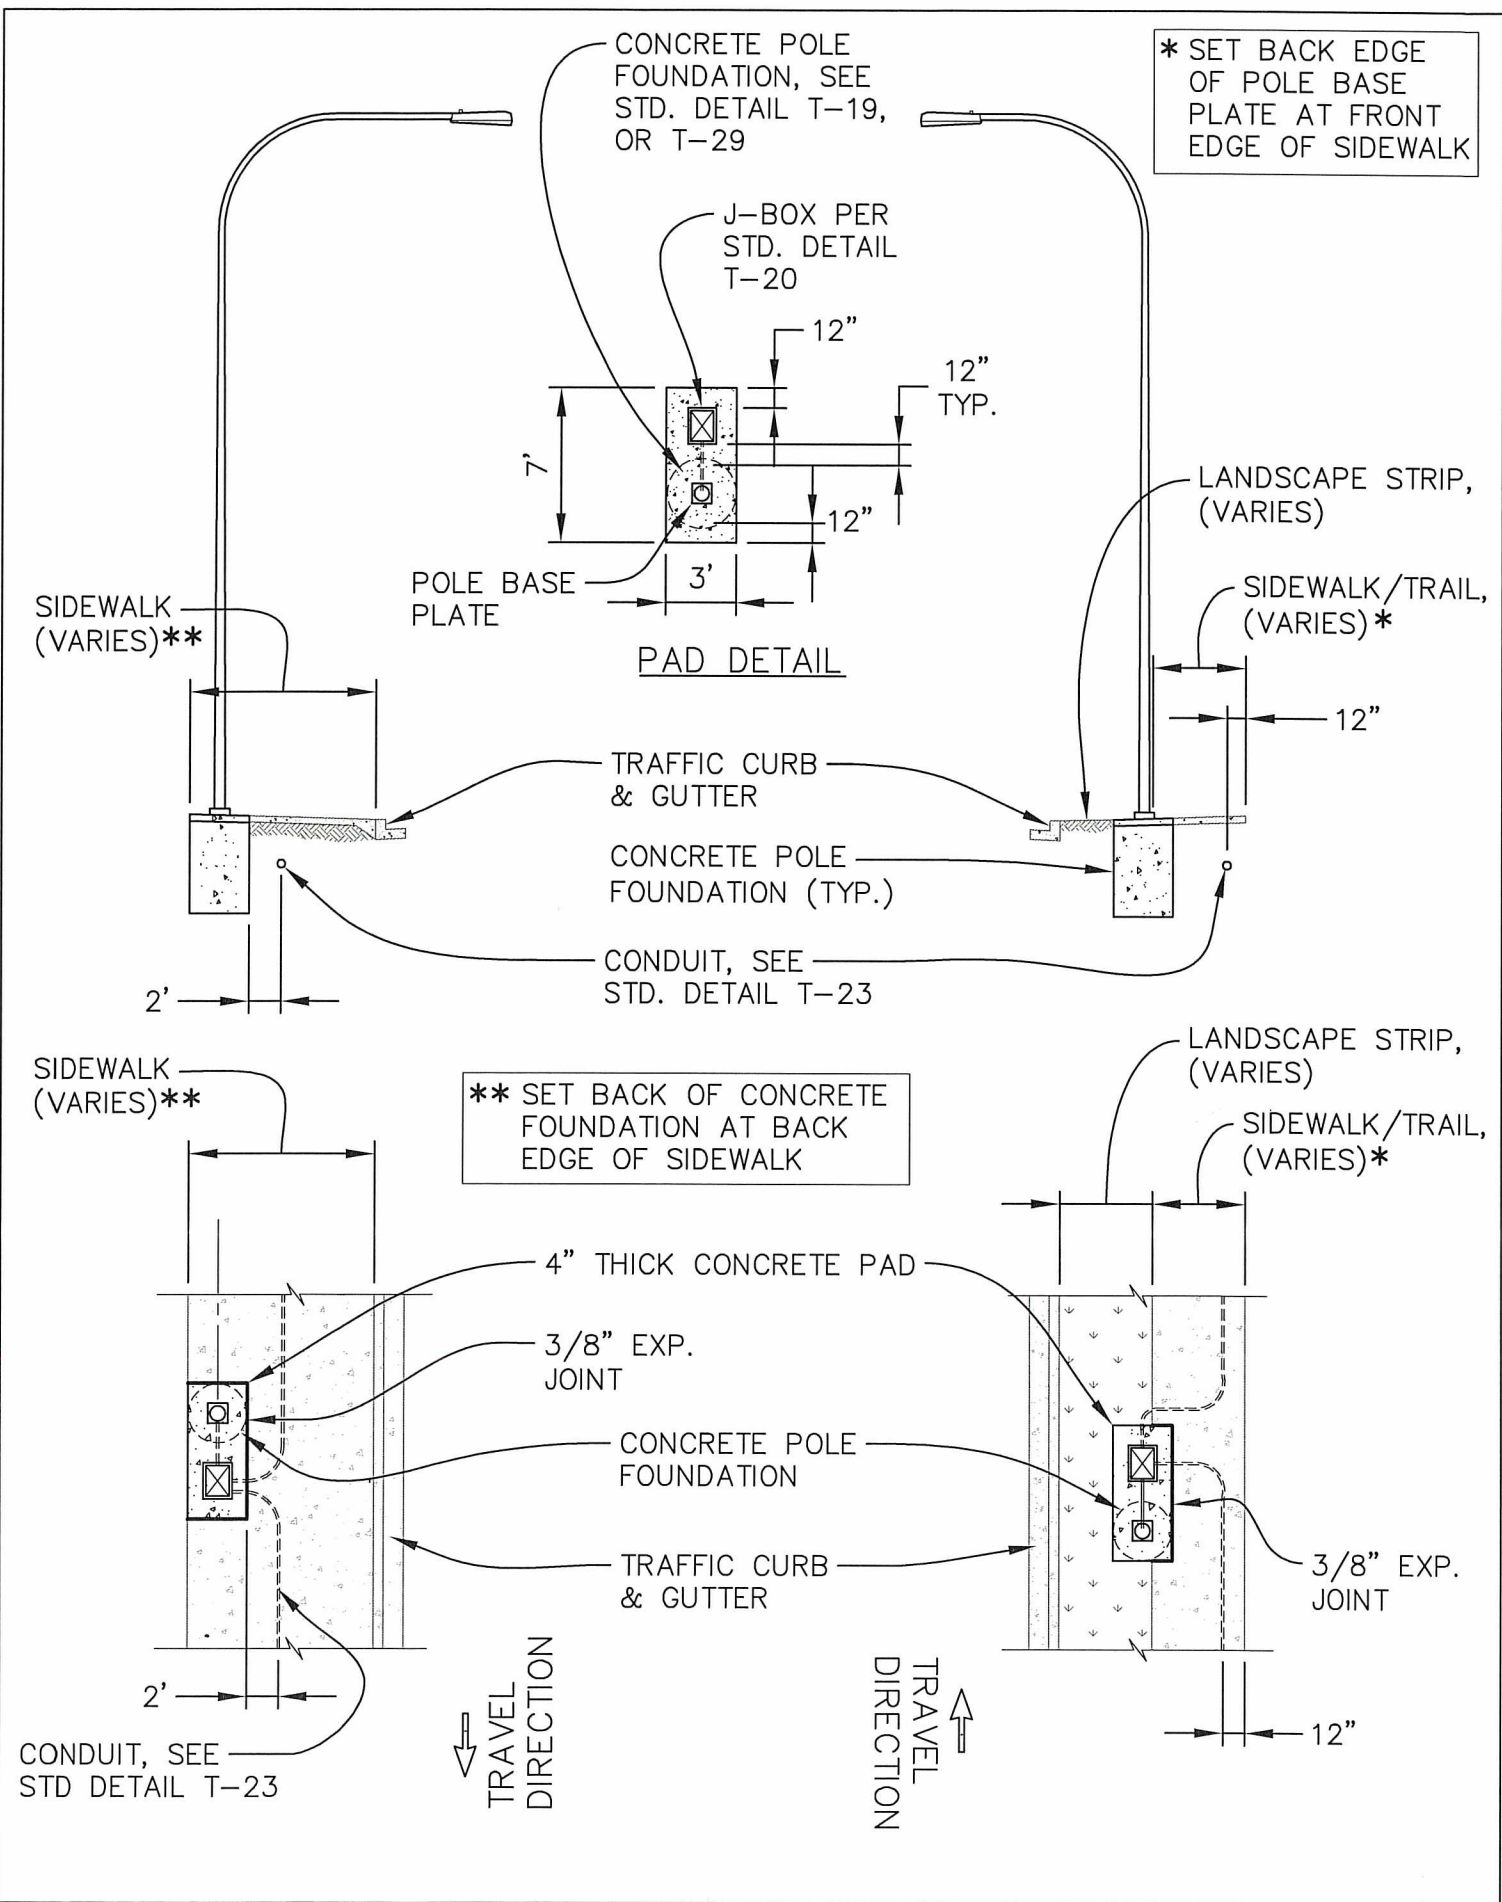 CONCRETE POLE
FOUNDATION, SEE
STD. DETAIL T-19,
OR T-29
* SET BACK EDGE
OF POLE BASE
PLATE AT FRONT
EDGE OF SIDEWALK
J-BOX PER
STD. DETAIL
T-20
12"
12"
TYP.
7'
12"
3'
POLE BASE
PLATE
PAD DETAIL
LANDSCAPE STRIP,
(VARIES)
SIDEWALK
(VARIES)**
SIDEWALK/TRAIL,
(VARIES)*
12"
TRAFFIC CURB
& GUTTER
CONCRETE POLE
FOUNDATION (TYP.)
CONDUIT, SEE
STD. DETAIL T-23
2'
SIDEWALK
(VARIES)**
** SET BACK OF CONCRETE
FOUNDATION AT BACK
EDGE OF SIDEWALK
LANDSCAPE STRIP,
(VARIES)
SIDEWALK/TRAIL,
(VARIES)*
4" THICK CONCRETE PAD
3/8" EXP.
JOINT
CONCRETE POLE
FOUNDATION
TRAFFIC CURB
& GUTTER
3/8" EXP.
JOINT
2'
CONDUIT, SEE
STD DETAIL T-23
TRAVEL
DIRECTION
TRAVEL
DIRECTION
12"